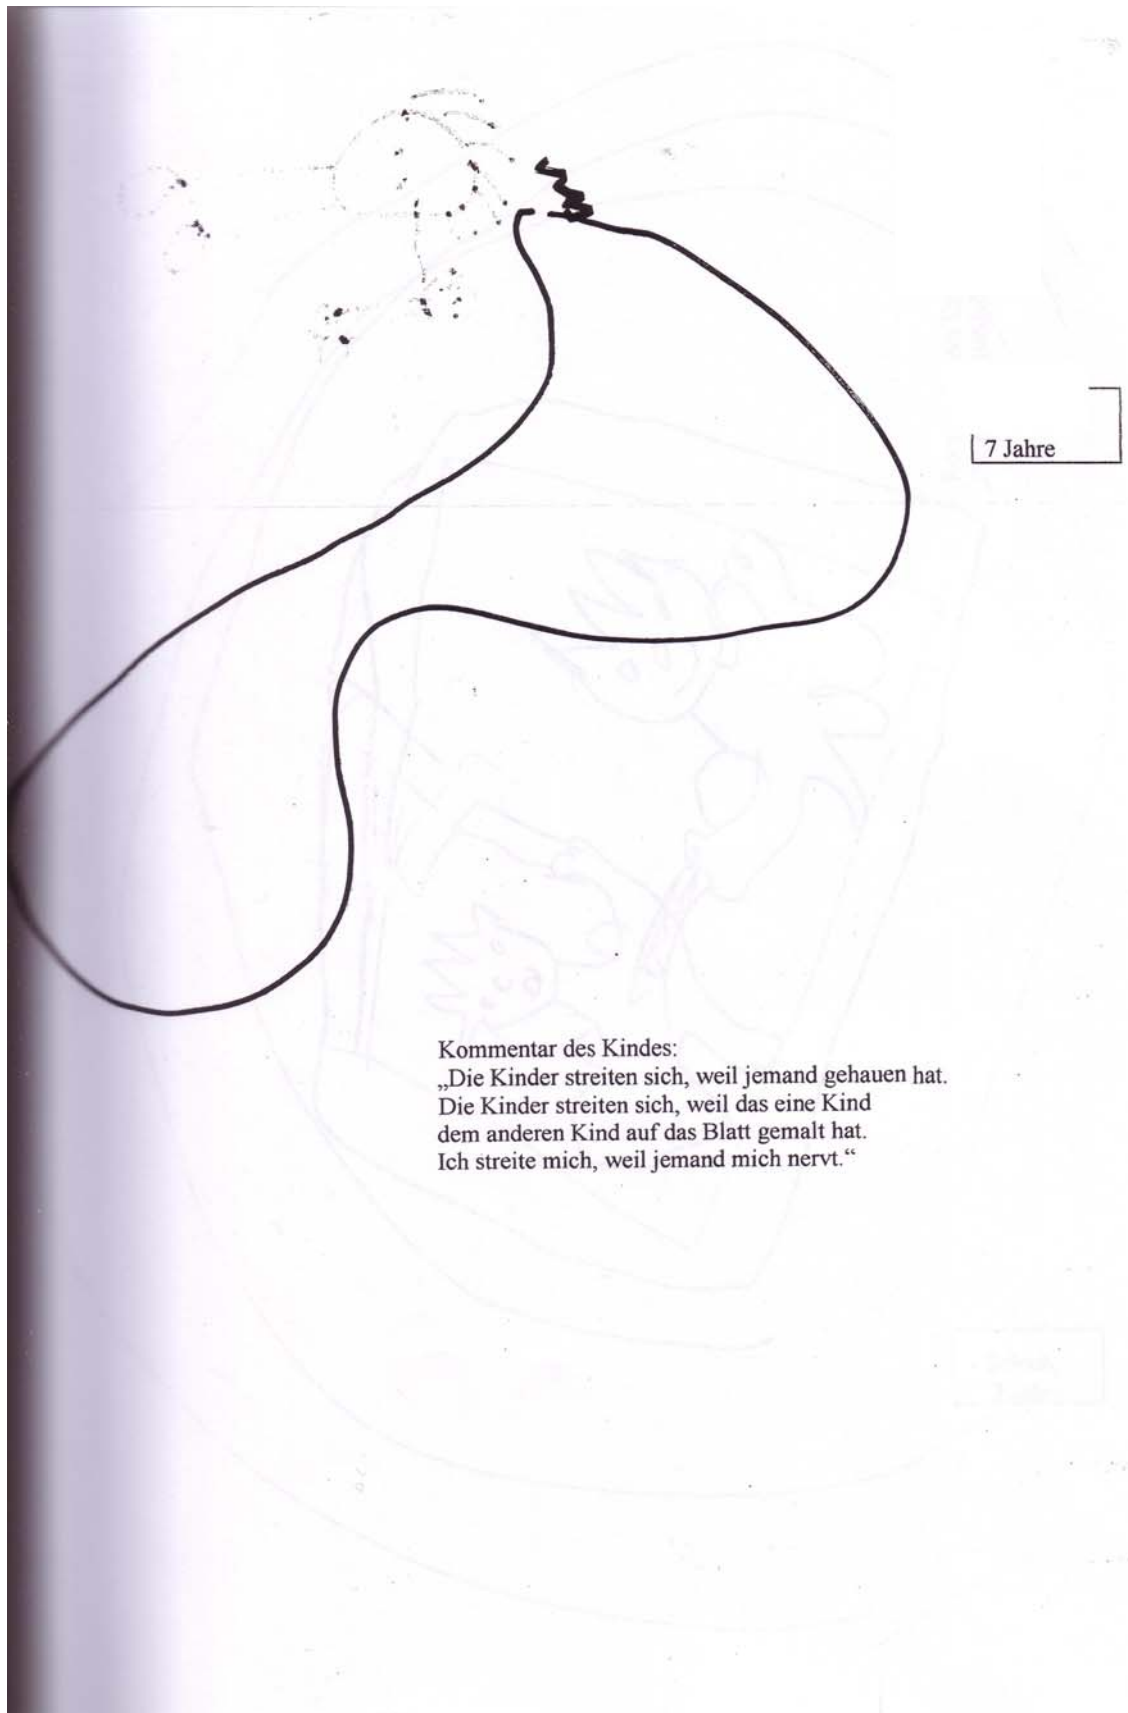 7 Jahre
Kommentar des Kindes:
„Die Kinder streiten sich, weil jemand gehauen hat.
Die Kinder streiten sich, weil das eine Kind
dem anderen Kind auf das Blatt gemalt hat.
Ich streite mich, weil jemand mich nervt.“